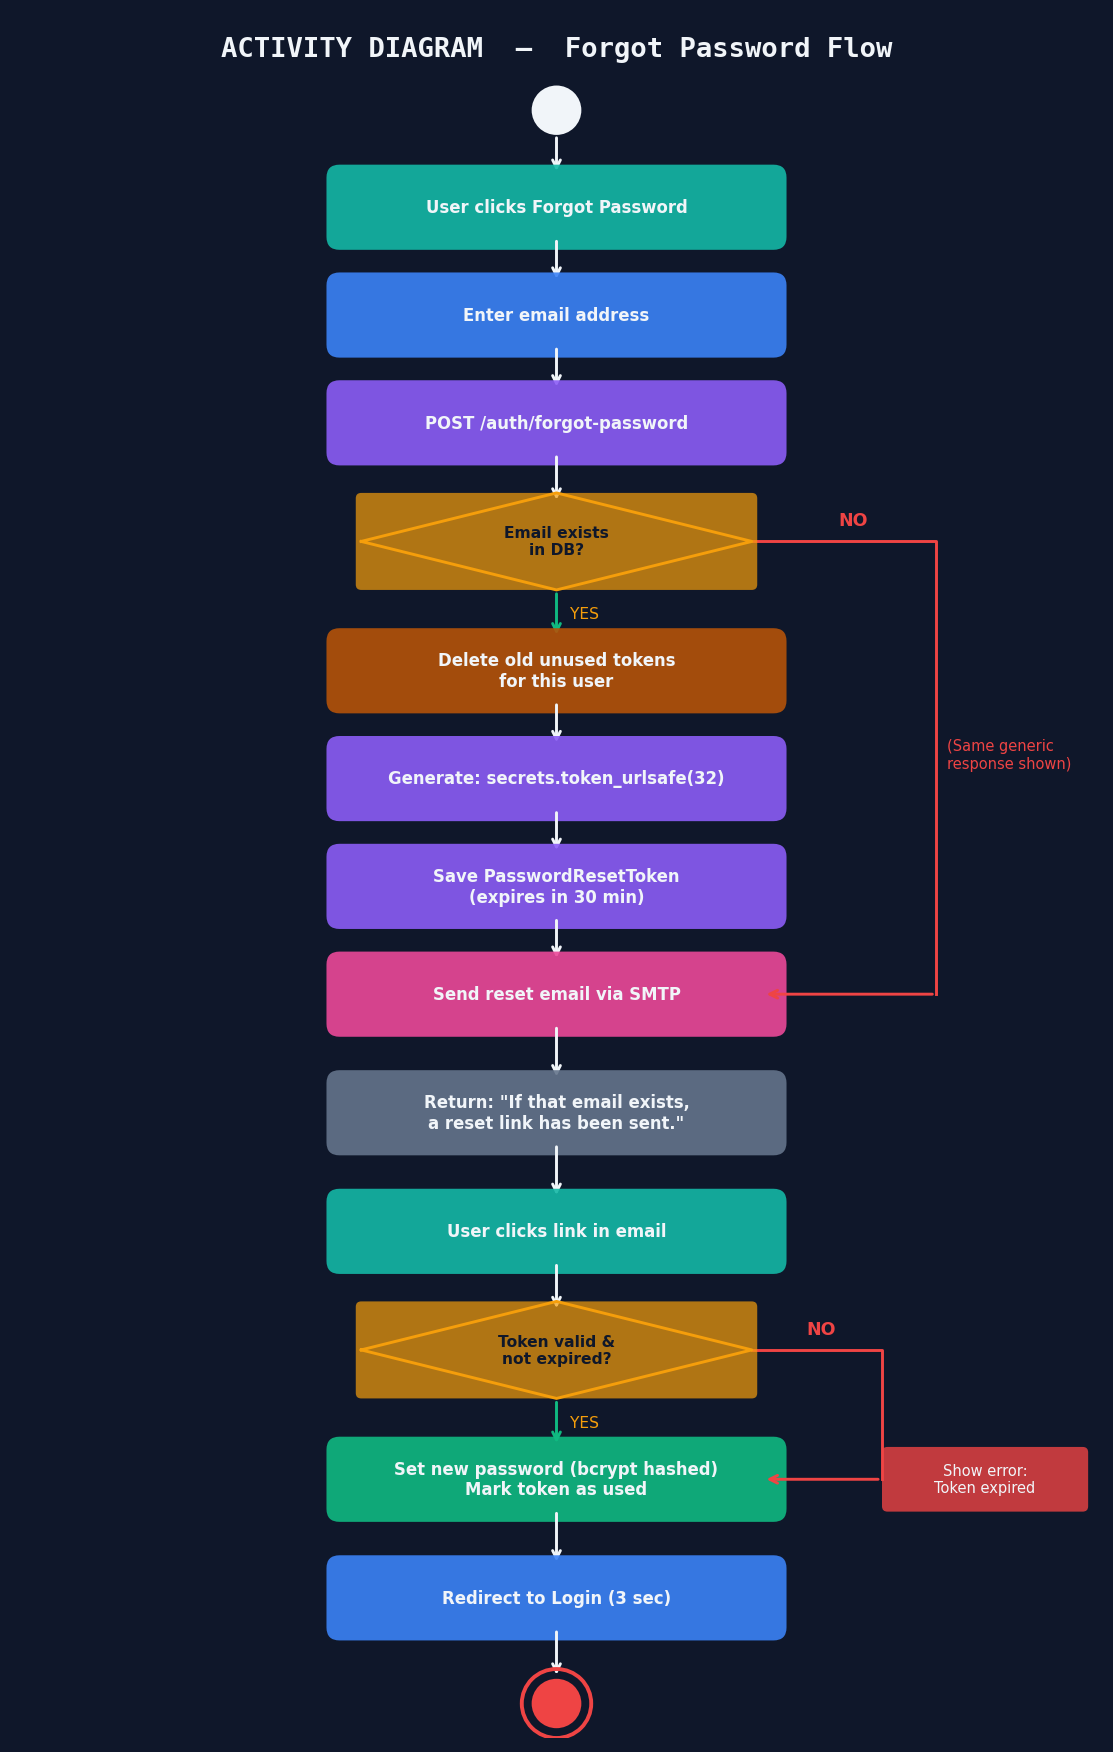 ACTIVITY DIAGRAM — Forgot Password Flow
User clicks Forgot Password
Enter email address
POST /auth/forgot-password
Email exists
in DB?
NO
YES
Delete old unused tokens
for this user
(Same generic
response shown)
Generate: secrets.token_urlsafe(32)
Save PasswordResetToken
(expires in 30 min)
Send reset email via SMTP
Return: "If that email exists,
a reset link has been sent."
User clicks link in email
Token valid &
not expired?
NO
YES
Set new password (bcrypt hashed)
Mark token as used
Show error:
Token expired
Redirect to Login (3 sec)